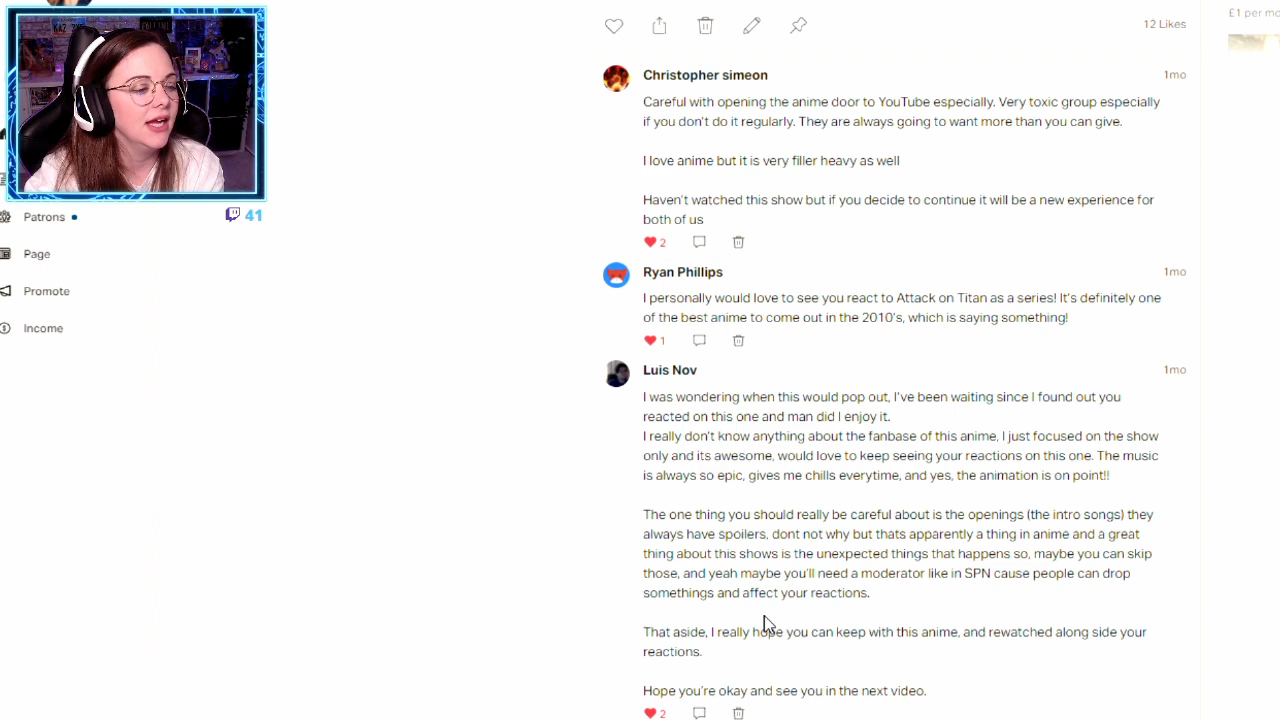 £1 per mo
12 Likes
Christopher simeon
1mo
Careful with opening the anime door to YouTube especially. Very toxic group especially
if you don't do it regularly. They are always going to want more than you can give.
I love anime but it is very filler heavy as well
Haven't watched this show but if you decide to continue it will be a new experience for
both of us
2
41
Patrons
Page
Promote
Income
Ryan Phillips
1mo
I personally would love to see you react to Attack on Titan as a series! It's definitely one
of the best anime to come out in the 2010's, which is saying something!
1
Luis Nov
1mo
I was wondering when this would pop out, I've been waiting since I found out you
reacted on this one and man did I enjoy it.
I really don't know anything about the fanbase of this anime, I just focused on the show
only and its awesome, would love to keep seeing your reactions on this one. The music
is always so epic, gives me chills everytime, and yes, the animation is on point!!
The one thing you should really be careful about is the openings (the intro songs) they
always have spoilers, dont not why but thats apparently a thing in anime and a great
thing about this shows is the unexpected things that happens so, maybe you can skip
those, and yeah maybe you'll need a moderator like in SPN cause people can drop
somethings and affect your reactions.
That aside, I really hope you can keep with this anime, and rewatched along side your
reactions.
Hope you're okay and see you in the next video.
2